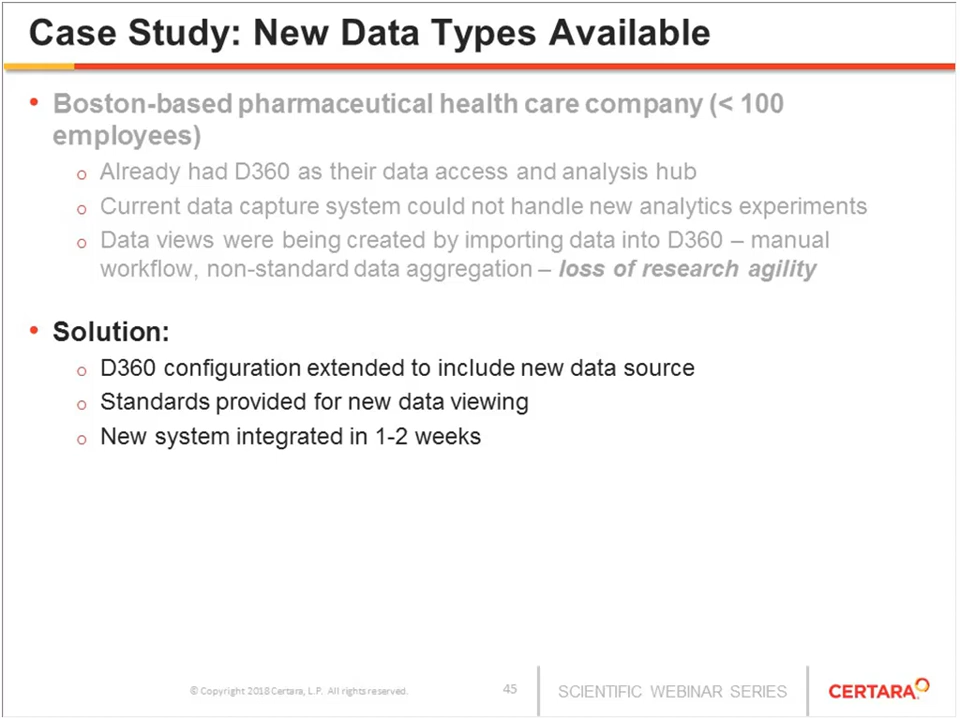 Case Study: New Data Types Available
• Boston-based pharmaceutical health care company (< 100
employees)
o Already had D360 as their data access and analysis hub
o Current data capture system could not handle new analytics experiments
o Data views were being created by importing data into D360 – manual
workflow, non-standard data aggregation – loss of research agility
• Solution:
o D360 configuration extended to include new data source
o Standards provided for new data viewing
o New system integrated in 1-2 weeks
© Copyright 2018 Certara, L.P. All rights reserved.
45
SCIENTIFIC WEBINAR SERIES
CERTARA